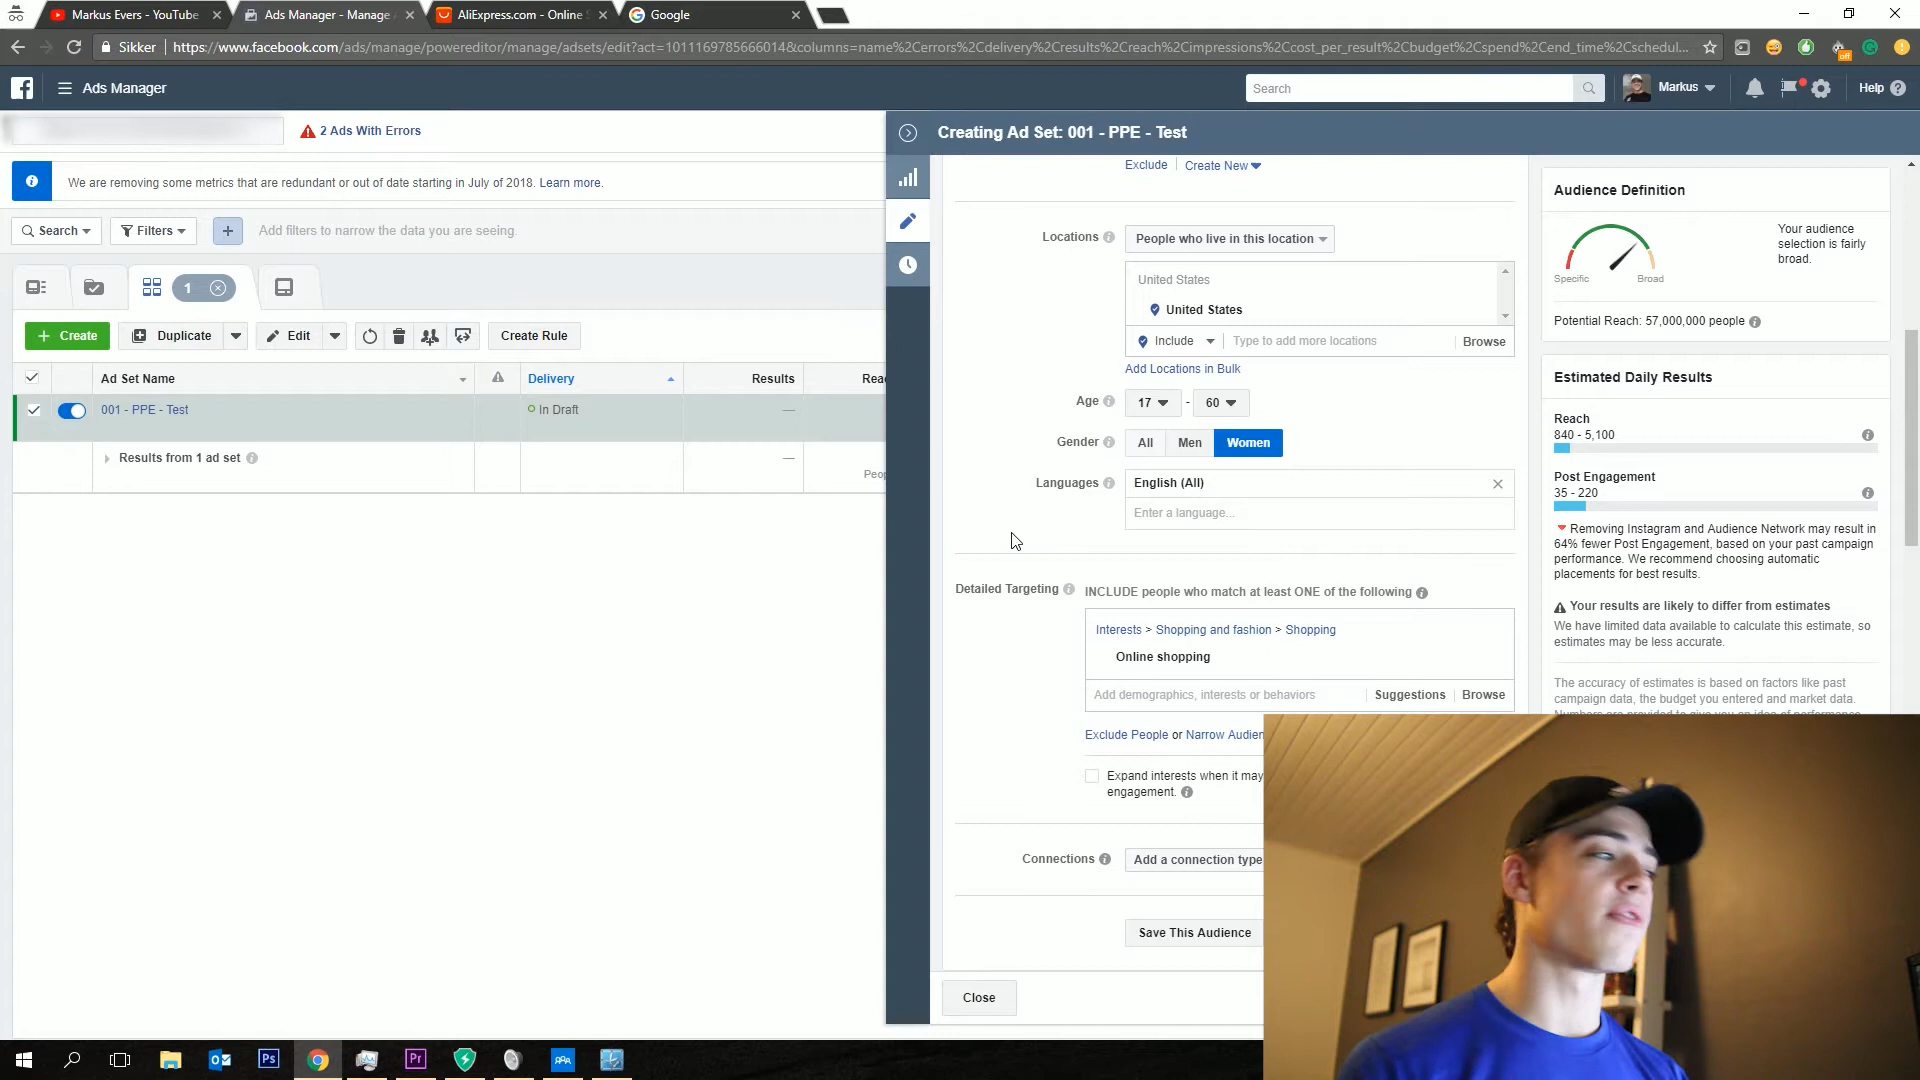 Markus Evers - YouTube
Ads Manager - Manage
AliExpress.com - Online
Google
Sikker
https://www.facebook.com/ads/manage/powereditor/manage/adsets/edit?act=1011169785666014&columns=name%2Cerrors%2Cdelivery%2Cresults%2Creach%2Cimpressions%2Ccost_per_result%2Cbudget%2Cspend%2Cend_time%2Cschedul...
off
Ads Manager
Search
Markus
Help
2 Ads With Errors
We are removing some metrics that are redundant or out of date starting in July of 2018. Learn more.
Search
Filters
Add filters to narrow the data you are seeing.
1
Create
Duplicate
Edit
Create Rule
Ad Set Name
Delivery
Results
Reac
001 - PPE - Test
In Draft
—
Results from 1 ad set
—
Peop
Creating Ad Set: 001 - PPE - Test
Exclude
Create New
Locations
People who live in this location
United States
United States
Include
Type to add more locations
Browse
Add Locations in Bulk
Age
17
-
60
Gender
All
Men
Women
Languages
English (All)
Enter a language...
Detailed Targeting
INCLUDE people who match at least ONE of the following
Interests > Shopping and fashion > Shopping
Online shopping
Add demographics, interests or behaviors
Suggestions
Browse
Exclude People or Narrow Audien
Expand interests when it may
engagement.
Connections
Add a connection type
Save This Audience
Close
Audience Definition
Specific
Broad
Your audience
selection is fairly
broad.
Potential Reach: 57,000,000 people
Estimated Daily Results
Reach
840 - 5,100
Post Engagement
35 - 220
Removing Instagram and Audience Network may result in
64% fewer Post Engagement, based on your past campaign
performance. We recommend choosing automatic
placements for best results.
Your results are likely to differ from estimates
We have limited data available to calculate this estimate, so
estimates may be less accurate.
The accuracy of estimates is based on factors like past
campaign data, the budget you entered and market data.
Ps
Pr